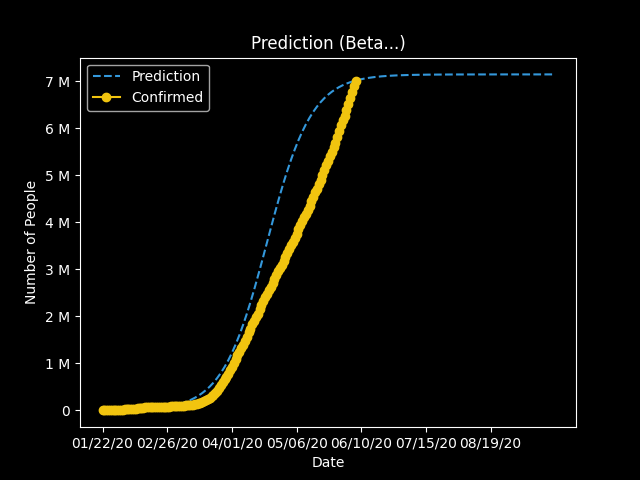 Prediction (Beta...)
Prediction
Confirmed
7 M
6 M
5 M
4 M
3 M
2 M
1 M
0
Number of People
01/22/20 02/26/20 04/01/20 05/06/20 06/10/20 07/15/20 08/19/20
Date